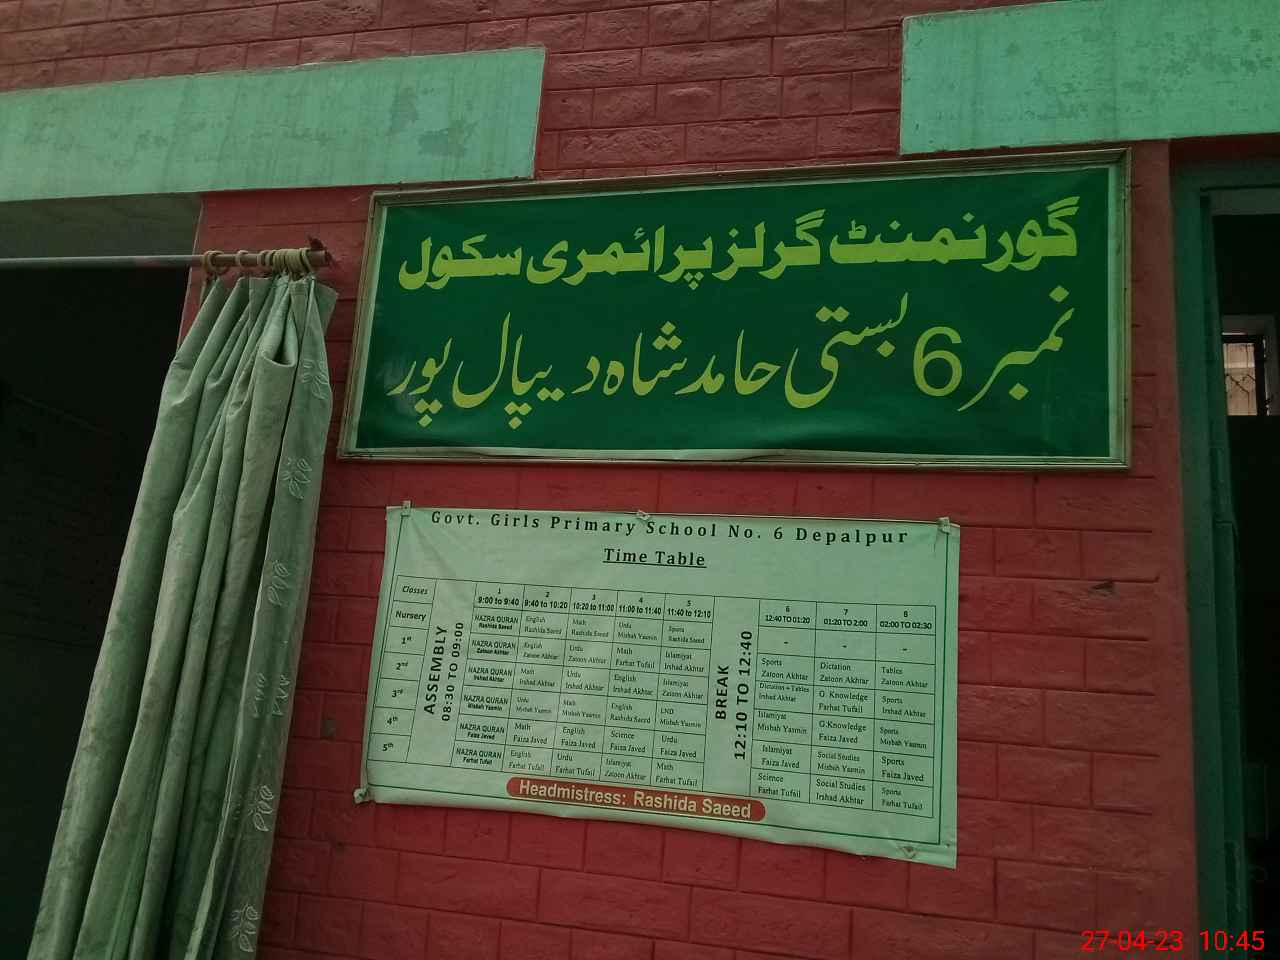 گورنمنٹ گرلز پرائمری سکول
نمبر 6 بستی حامد شاہ دیپال پور
Govt. Girls Primary School No. 6 Depalpur
Time Table
Classes ASSEMBLY 08:30 TO 09:00 1 9:00 to 9:40 2 9:40 to 10:20 3 10:20 to 11:00 4 11:00 to 11:40 5 11:40 to 12:10 BREAK 12:10 TO 12:40 6 12:40 TO 01:20 7 01:20 TO 2:00 8 02:00 TO 02:30
Nursery NAZRA QURAN Rashida Saeed English Rashida Saeed Math Rashida Saeed Urdu Misbah Yasmin Sports Rashida Saeed - - -
1st NAZRA QURAN Zatoon Akhtar English Zatoon Akhtar Urdu Zatoon Akhtar Math Farhat Tufail Islamiyat Irshad Akhtar Sports Zatoon Akhtar Dictation Zatoon Akhtar Tables Zatoon Akhtar
2nd NAZRA QURAN Irshad Akhtar Math Irshad Akhtar Urdu Irshad Akhtar English Irshad Akhtar Islamiyat Zatoon Akhtar Dictation + Tables Irshad Akhtar G. Knowledge Farhat Tufail Sports Irshad Akhtar
3rd NAZRA QURAN Misbah Yasmin Urdu Misbah Yasmin Math Misbah Yasmin English Rashida Saeed LND Misbah Yasmin Islamiyat Misbah Yasmin G.Knowledge Faiza Javed Sports Misbah Yasmin
4th NAZRA QURAN Faiza Javed Math Faiza Javed English Faiza Javed Science Faiza Javed Urdu Faiza Javed Islamiyat Faiza Javed Social Studies Misbah Yasmin Sports Faiza Javed
5th NAZRA QURAN Farhat Tufail English Farhat Tufail Urdu Farhat Tufail Islamiyat Zatoon Akhtar Math Farhat Tufail Science Farhat Tufail Social Studies Irshad Akhtar Sports Farhat Tufail
Headmistress: Rashida Saeed
27-04-23 10:45